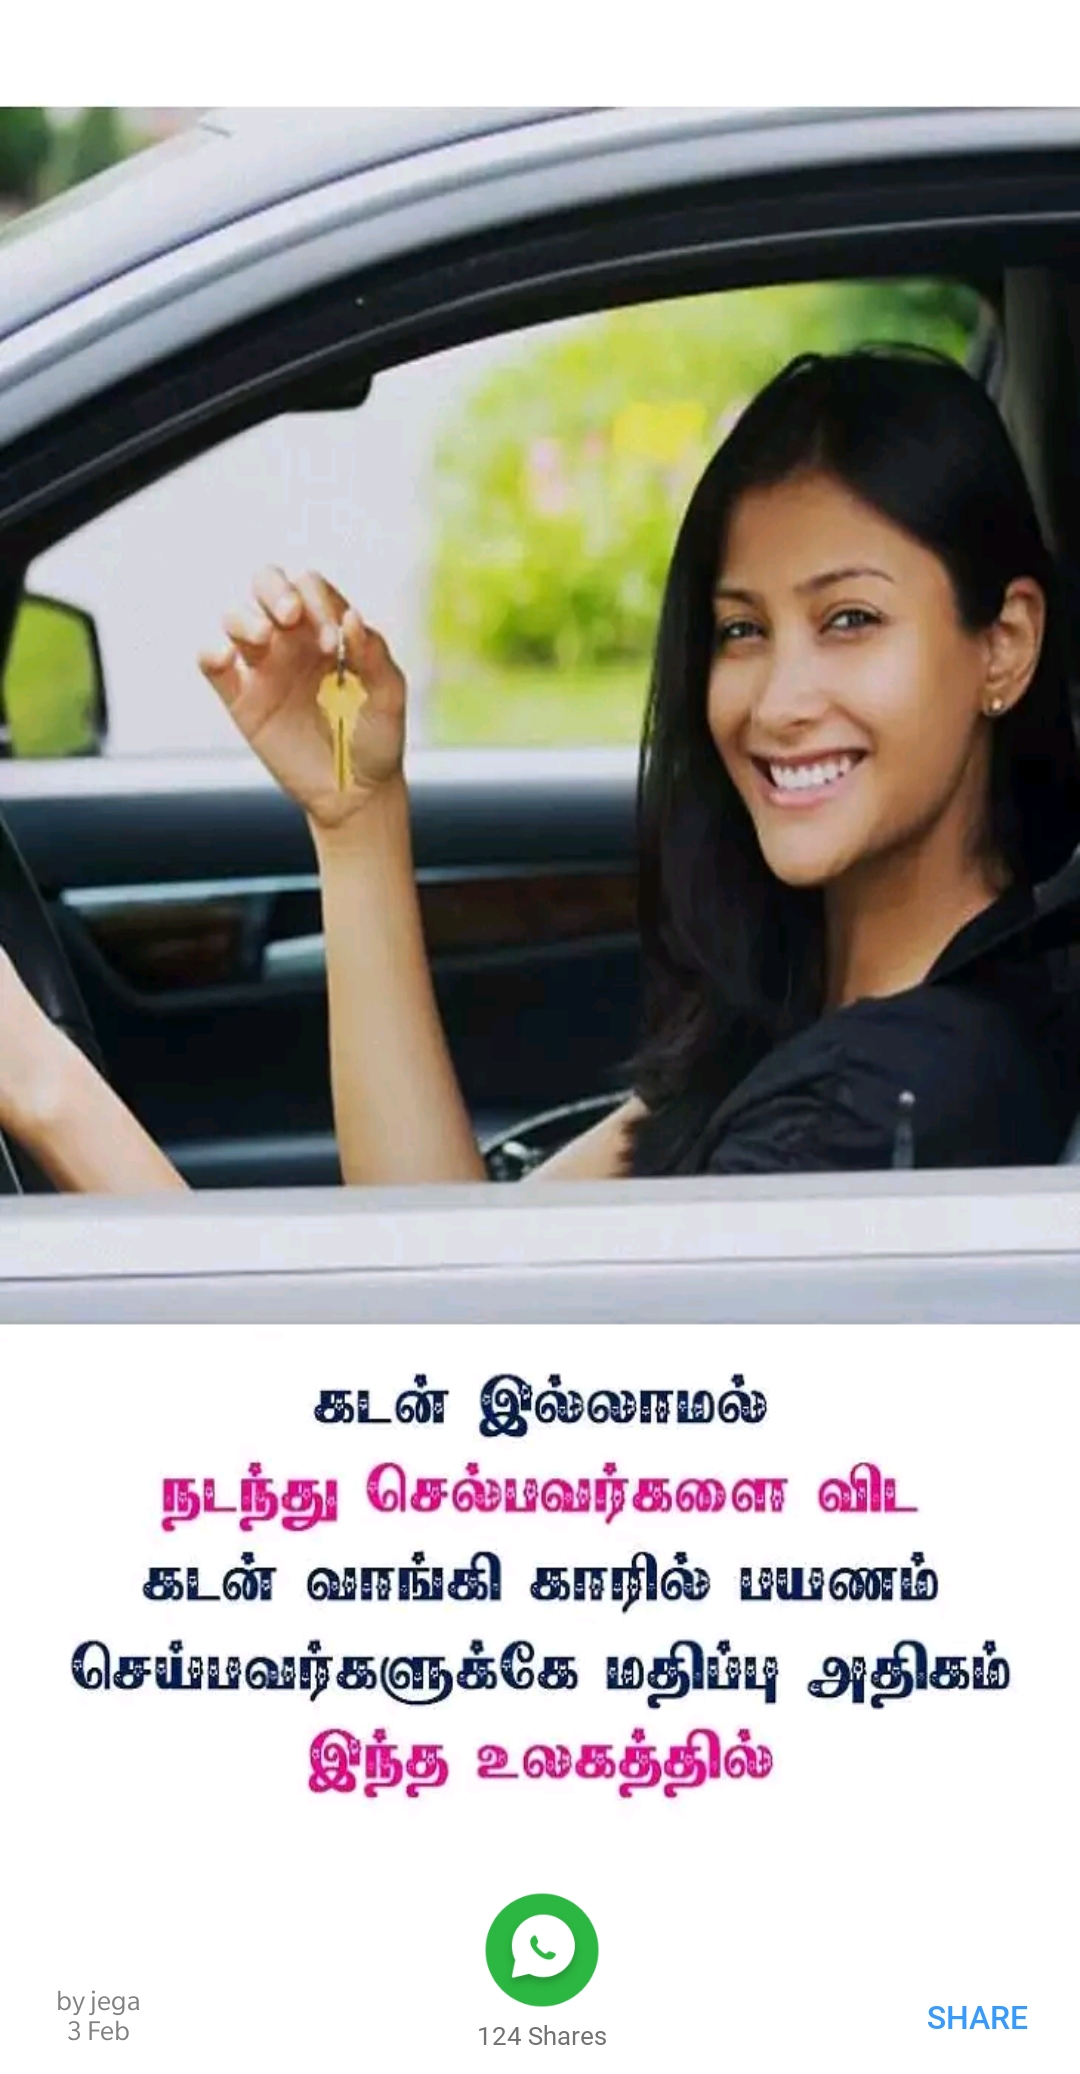 கடன் இல்லாமல்
நடந்து செல்பவர்களை விட
கடன் வாங்கி காரில் பயணம்
செய்பவர்களுக்கே மதிப்பு அதிகம்
இந்த உலகத்தில்
by jega
3 Feb
124 Shares
SHARE